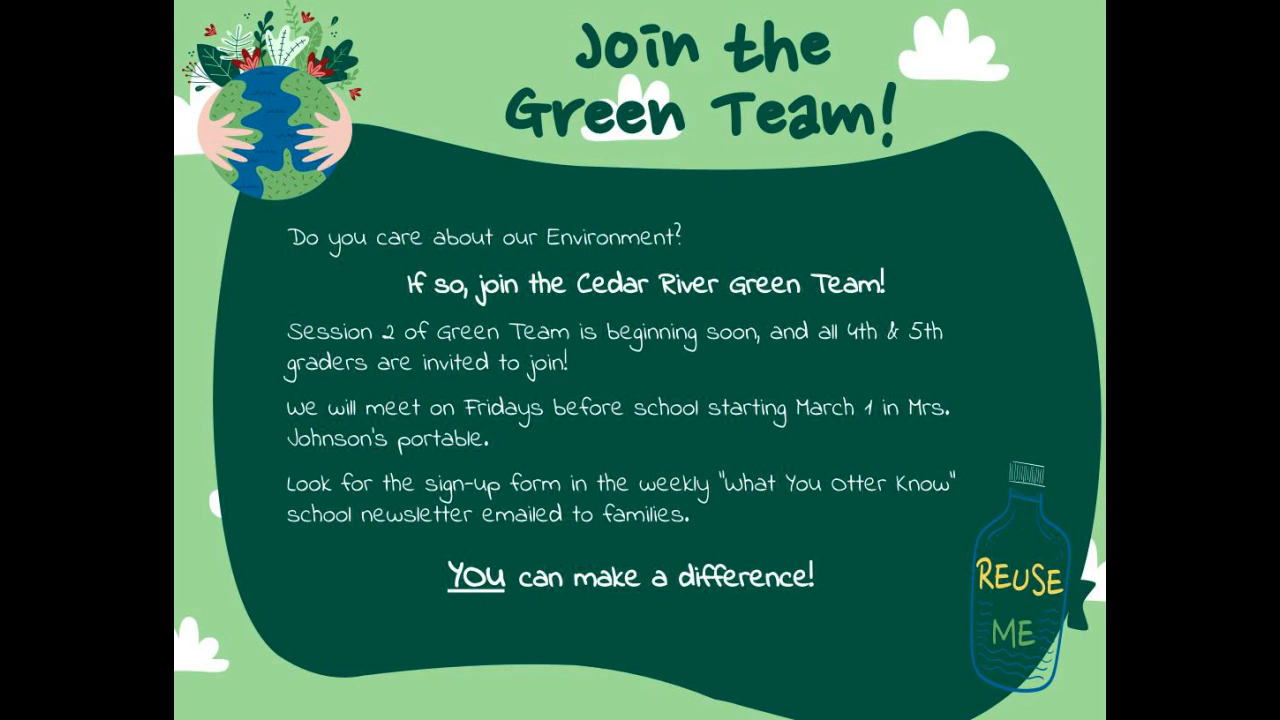 Join the
Green Team!
Do you care about our Environment?
If so, join the Cedar River Green Team!
Session 2 of Green Team is beginning soon, and all 4th & 5th
graders are invited to join!
We will meet on Fridays before school starting March 1 in Mrs.
Johnson's portable.
Look for the sign-up form in the weekly "What You Otter Know"
school newsletter emailed to families.
YOU can make a difference!
REUSE
ME